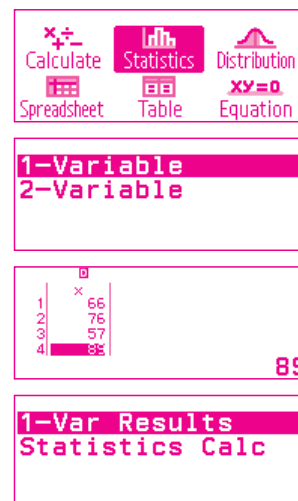 Calculate Statistics Distribution
XY=0
Spreadsheet Table Equation
1-Variable
2-Variable
D
x
1 66
2 76
3 57
4 89
89
1-Var Results
Statistics Calc